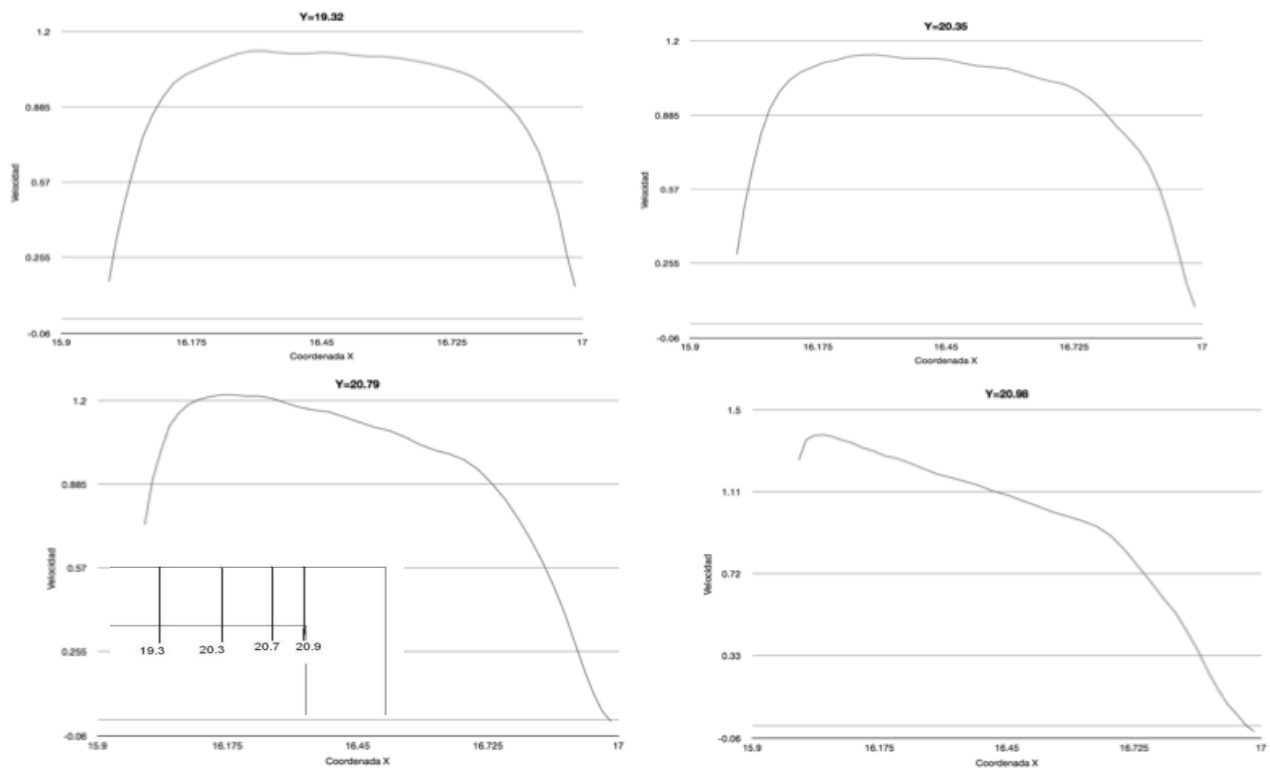 Y=19.32
1.2
0.885
0.57
0.255
-0.06
Velocidad
15.9 16.175 16.45 16.725 17
Coordenada X
Y=20.35
1.2
0.885
0.57
0.255
-0.06
Velocidad
15.9 16.175 16.45 16.725 17
Coordenada X
Y=20.79
1.2
0.885
0.57
0.255
-0.06
Velocidad
19.3 20.3 20.7 20.9
15.9 16.175 16.45 16.725 17
Coordenada X
Y=20.98
1.5
1.11
0.72
0.33
-0.06
Velocidad
15.9 16.175 16.45 16.725 17
Coordenada X